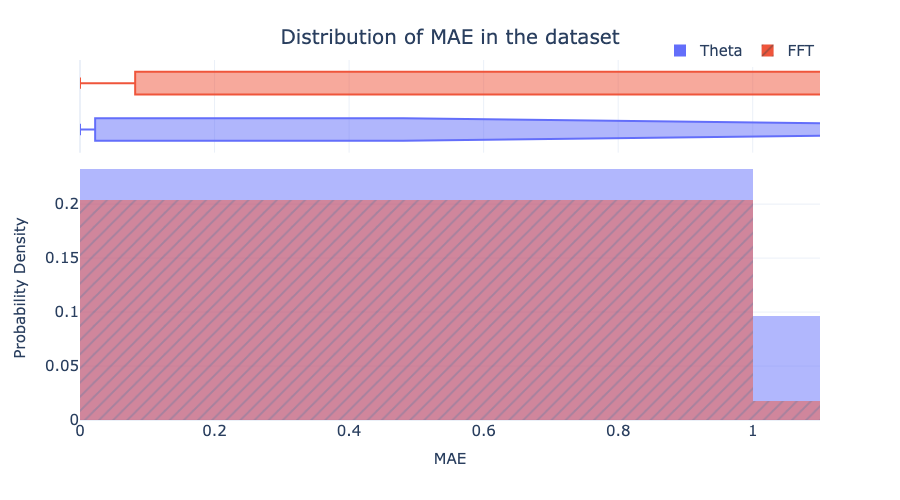 Distribution of MAE in the dataset
Theta
FFT
Probability Density
0.2
0.15
0.1
0.05
0
0 0.2 0.4 0.6 0.8 1
MAE